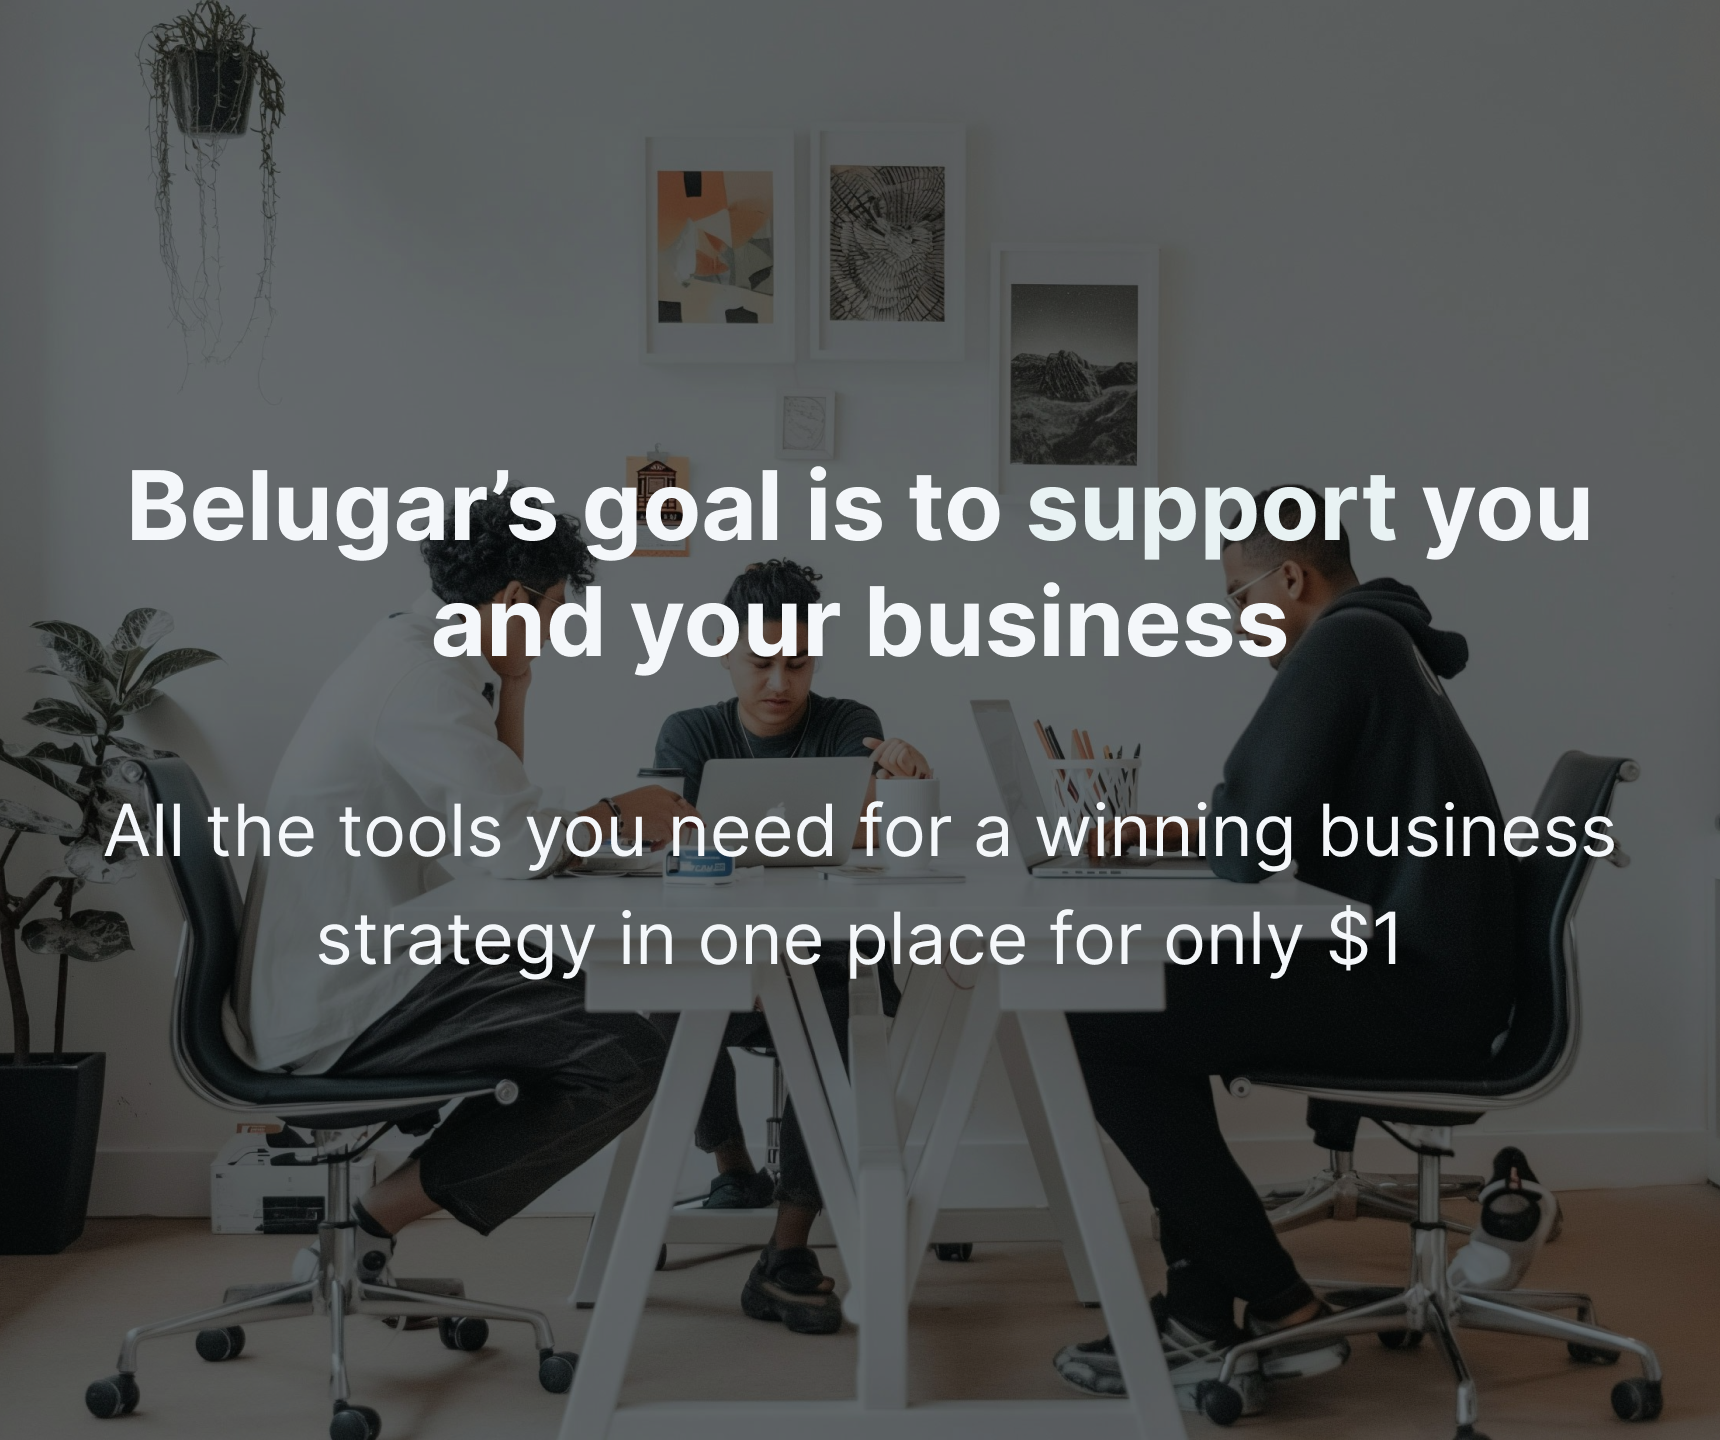 Belugar’s goal is to support you
and your business
All the tools you need for a winning business
strategy in one place for only $1